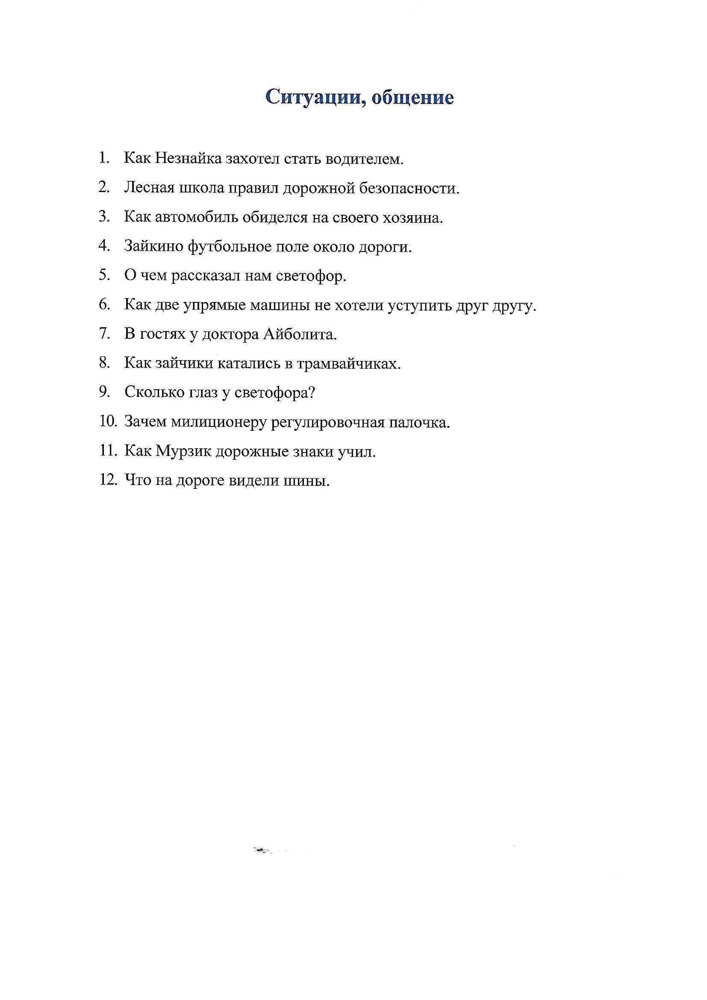 Ситуации, общение
1. Как Незнайка захотел стать водителем.
2. Лесная школа правил дорожной безопасности.
3. Как автомобиль обиделся на своего хозяина.
4. Зайкино футбольное поле около дороги.
5. О чем рассказал нам светофор.
6. Как две упрямые машины не хотели уступить друг другу.
7. В гостях у доктора Айболита.
8. Как зайчики катались в трамвайчиках.
9. Сколько глаз у светофора?
10. Зачем милиционеру регулировочная палочка.
11. Как Мурзик дорожные знаки учил.
12. Что на дороге видели шины.